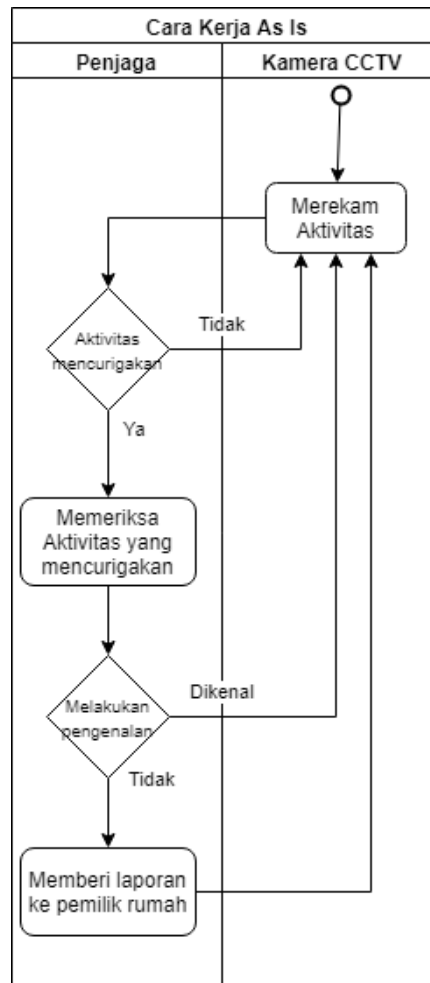 Cara Kerja As Is
Penjaga
Kamera CCTV
Merekam
Aktivitas
Aktivitas
mencurigakan
Tidak
Ya
Memeriksa
Aktivitas yang
mencurigakan
Melakukan
pengenalan
Dikenal
Tidak
Memberi laporan
ke pemilik rumah